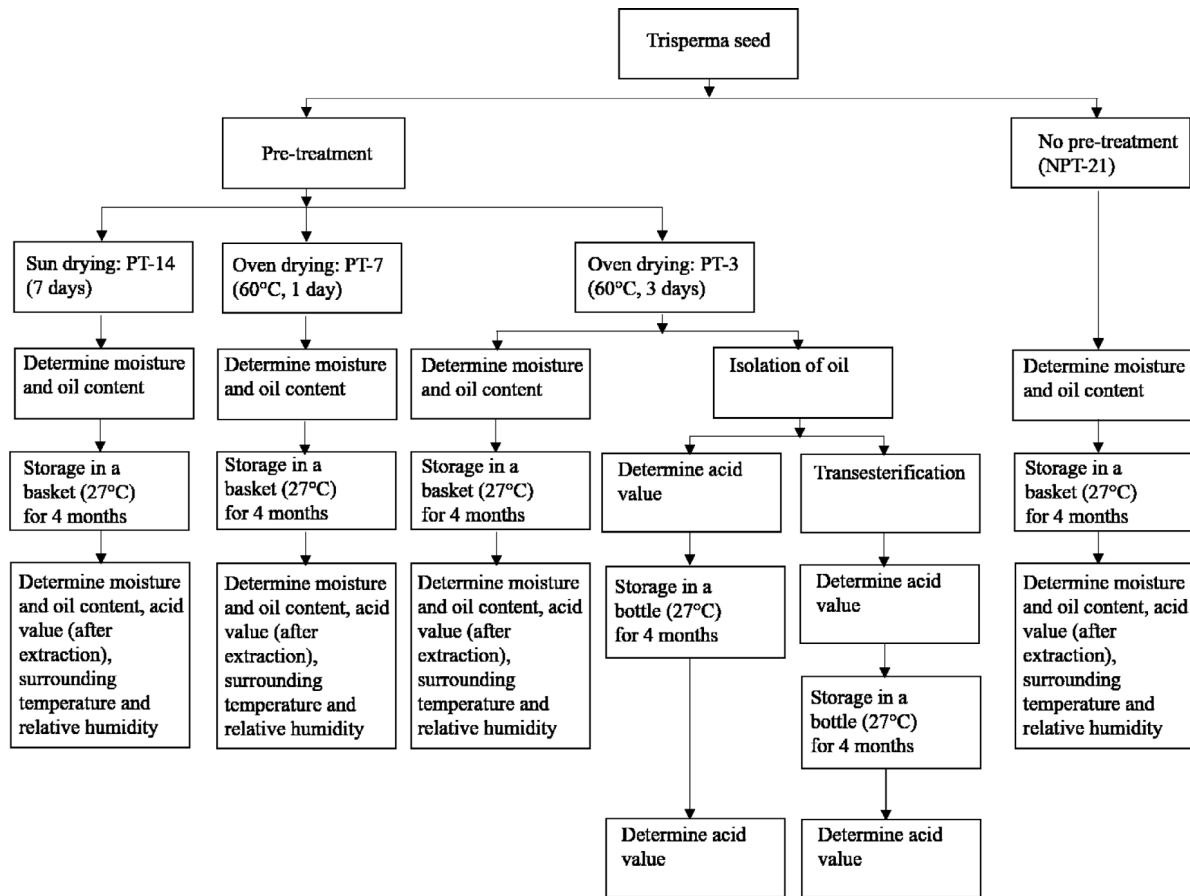 Trisperma seed
Pre-treatment
No pre-treatment
(NPT-21)
Sun drying: PT-14
(7 days)
Oven drying: PT-7
(60°C, 1 day)
Oven drying: PT-3
(60°C, 3 days)
Determine moisture
and oil content
Determine moisture
and oil content
Determine moisture
and oil content
Isolation of oil
Determine moisture
and oil content
Storage in a
basket (27°C)
for 4 months
Storage in a
basket (27°C)
for 4 months
Storage in a
basket (27°C)
for 4 months
Determine acid
value
Transesterification
Storage in a
basket (27°C)
for 4 months
Determine moisture
and oil content, acid
value (after
extraction),
surrounding
temperature and
relative humidity
Determine moisture
and oil content, acid
value (after
extraction),
surrounding
temperature and
relative humidity
Determine moisture
and oil content, acid
value (after
extraction),
surrounding
temperature and
relative humidity
Storage in a
bottle (27°C)
for 4 months
Determine acid
value
Determine moisture
and oil content, acid
value (after
extraction),
surrounding
temperature and
relative humidity
Storage in a
bottle (27°C)
for 4 months
Determine acid
value
Determine acid
value